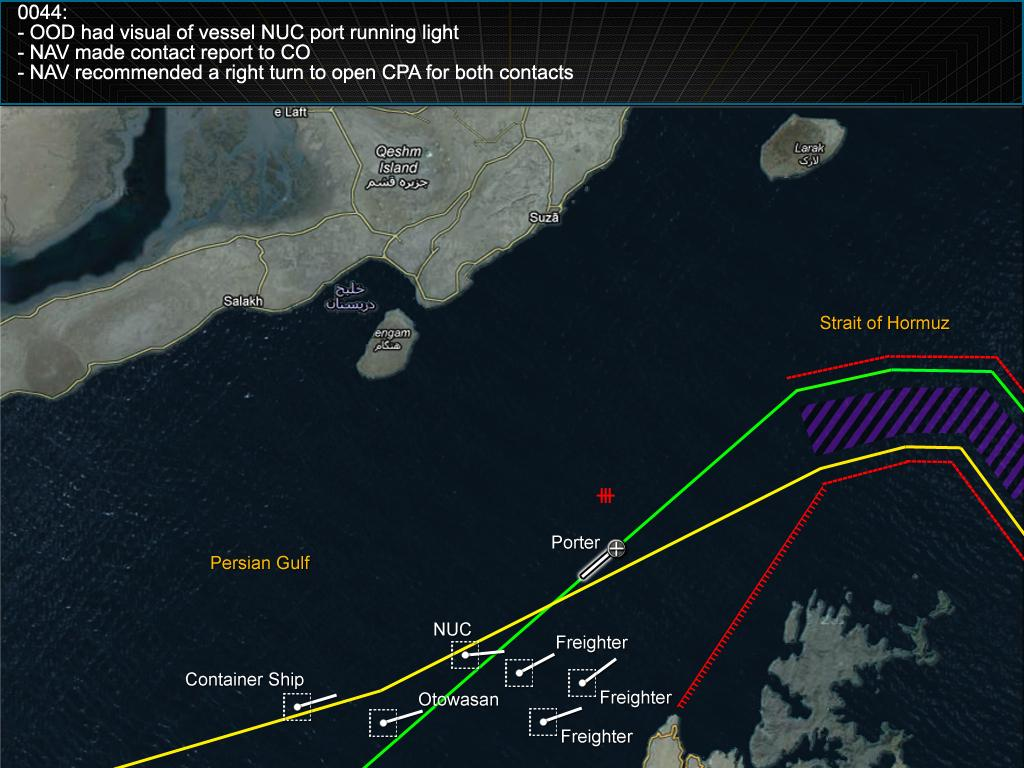 0044:
- OOD had visual of vessel NUC port running light
- NAV made contact report to CO
- NAV recommended a right turn to open CPA for both contacts
e Laft
Qeshm
Island
جزیره قشم
Larak
لارک
Suzā
Salakh
خلیج
دربستان
engam
هنگام
Strait of Hormuz
Porter
Persian Gulf
NUC
Freighter
Container Ship
Otowasan
Freighter
Freighter